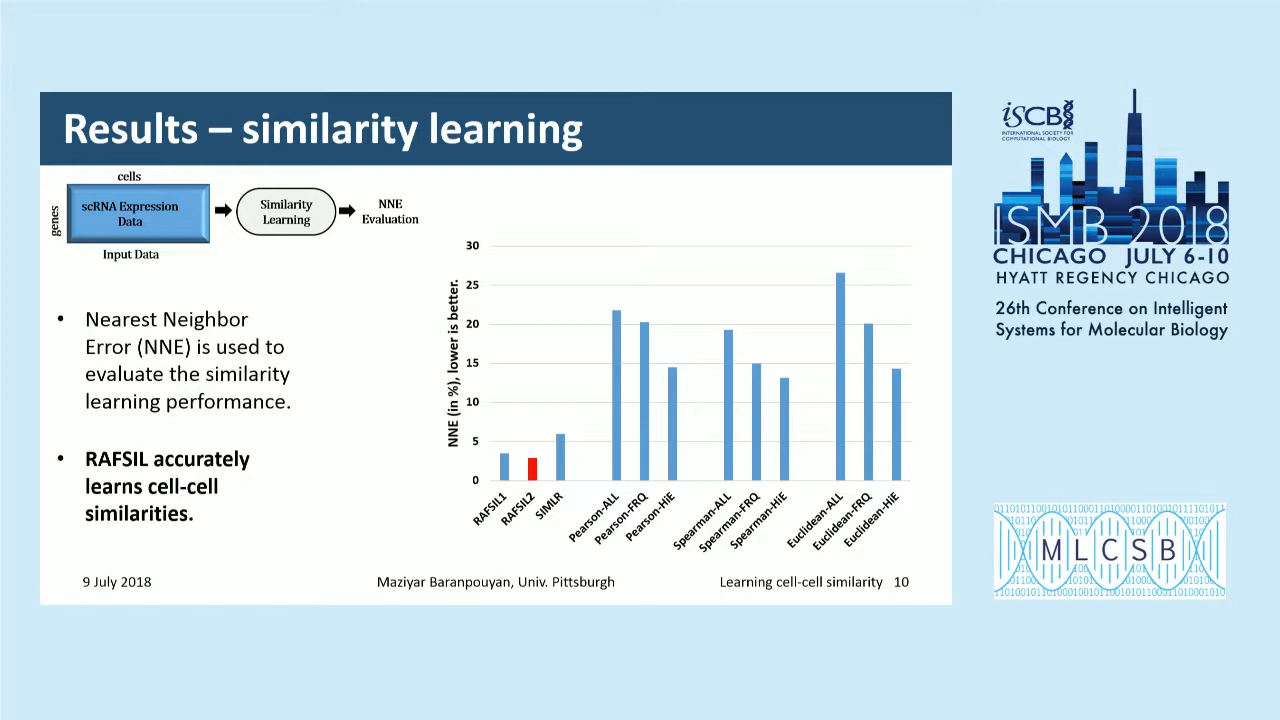 Results – similarity learning
cells
genes
scRNA Expression
Data
Input Data
Similarity
Learning
NNE
Evaluation
• Nearest Neighbor
Error (NNE) is used to
evaluate the similarity
learning performance.
• RAFSIL accurately
learns cell-cell
similarities.
NNE (in %), lower is better.
30
25
20
15
10
5
0
RAFSIL1
RAFSIL2
SIMLR
Pearson-ALL
Pearson-FRQ
Pearson-HiE
Spearman-ALL
Spearman-FRQ
Spearman-HiE
Euclidean-ALL
Euclidean-FRQ
Euclidean-HiE
9 July 2018
Maziyar Baranpouyan, Univ. Pittsburgh
Learning cell-cell similarity 10
iSCB
INTERNATIONAL SOCIETY FOR
COMPUTATIONAL BIOLOGY
ISMB 2018
CHICAGO JULY 6-10
HYATT REGENCY CHICAGO
26th Conference on Intelligent
Systems for Molecular Biology
MLCSB